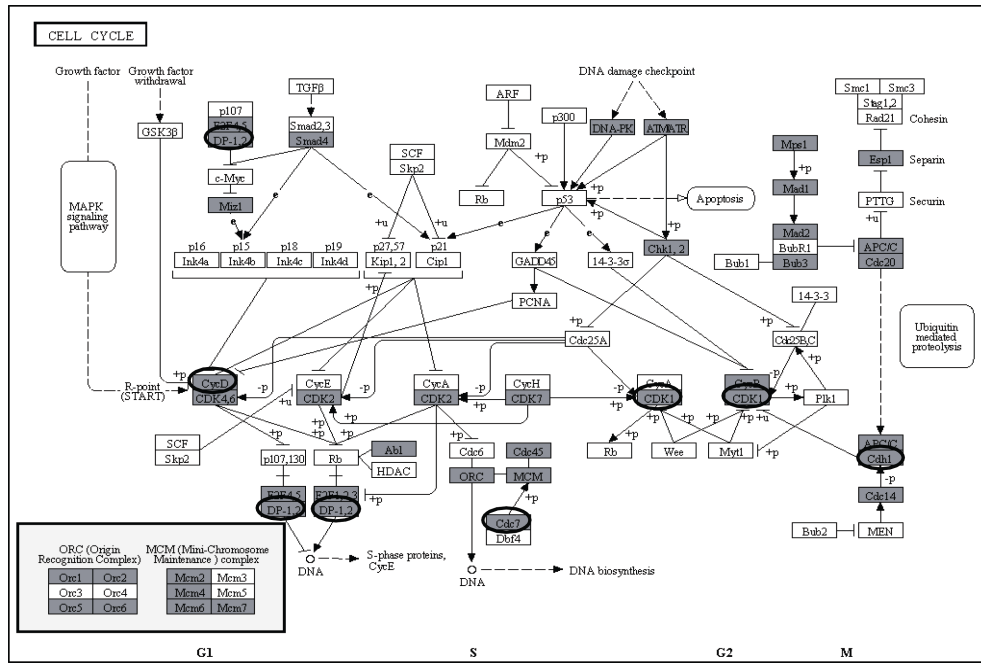 CELL CYCLE
Growth factor
Growth factor
withdrawal
TGFβ
DNA damage checkpoint
Smc1
Smc3
Stag1,2
Rad21
Cohesin
p107
E2F4,5
DP-1,2
GSK3β
Smad2,3
Smad4
ARF
p300
DNA-PK
ATM/ATR
Mps1
Esp1
Separin
Mdm2
+p
SCF
Skp2
c-Myc
+p
+p
Mad1
PTTG
Securin
MAPK
signaling
pathway
Miz1
e
e
Rb
p53
+p
Apoptosis
+u
+u
+u
e
e
e
+p
Mad2
BubR1
Bub3
Bub1
APC/C
Cdc20
p16
p15
p18
p19
p27,57
p21
Ink4a
Ink4b
Ink4c
Ink4d
Kip1, 2
Cip1
GADD45
14-3-3σ
Chk1, 2
+p
PCNA
14-3-3
+p
+p
Cdc25A
Cdc25B,C
Ubiquitin
mediated
proteolysis
R-point
(START)
+p
CycD
CDK4,6
-p
CycE
CDK2
-p
CycA
CDK2
-p
CycH
CDK7
-p
CycA
CDK1
-p
CycB
CDK1
+p
+p
Plk1
+u
+p
+p
+p
+p
+p
+p
+p
+p
+p
+u
SCF
Skp2
p107,130
Rb
Abl
HDAC
+p
Cdc6
Cdc45
ORC
MCM
Rb
Wee
Myt1
+p
APC/C
Cdh1
-p
E2F4,5
DP-1,2
E2F1,2,3
DP-1,2
+p
+p
Cdc7
Dbf4
Cdc14
Bub2
MEN
DNA
S-phase proteins,
CycE
DNA
DNA biosynthesis
ORC (Origin
Recognition Complex)
MCM (Mini-Chromosome
Maintenance ) complex
Orc1
Orc2
Mcm2
Mcm3
Orc3
Orc4
Mcm4
Mcm5
Orc5
Orc6
Mcm6
Mcm7
G1
S
G2
M